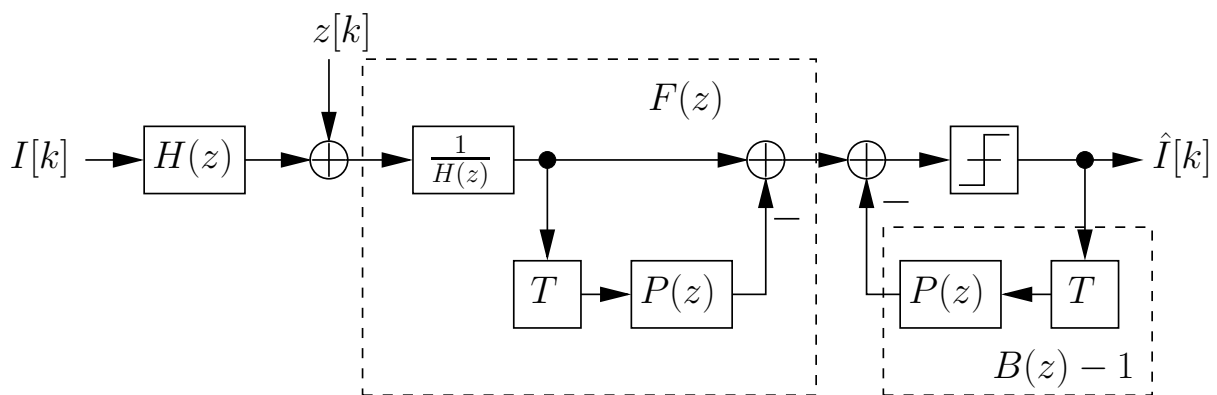 z[k]
F(z)
I[k]
H(z)
1
H(z)
Î[k]
−
−
T
P(z)
P(z)
T
B(z) − 1